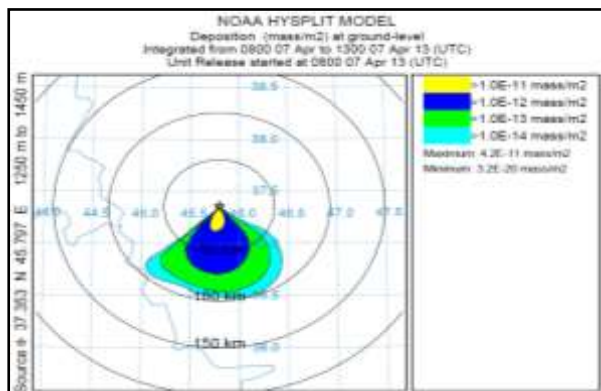 NOAA HYSPLIT MODEL
Deposition (mass/m2) at ground-level
Integrated from 0800 07 Apr to 1300 07 Apr 13 (UTC)
Unit Release started at 0800 07 Apr 13 (UTC)
>1.0E-11 mass/m2
>1.0E-12 mass/m2
>1.0E-13 mass/m2
>1.0E-14 mass/m2
Maximum: 4.2E-11 mass/m2
Minimum: 3.2E-20 mass/m2
Source ✡ 37.353 N 45.797 E 1250 m to 1450 m
38.5
38.0
37.5
44.5 45.0 45.5 46.0 46.5 47.0 47.5
100 km
36.5
150 km
36.0